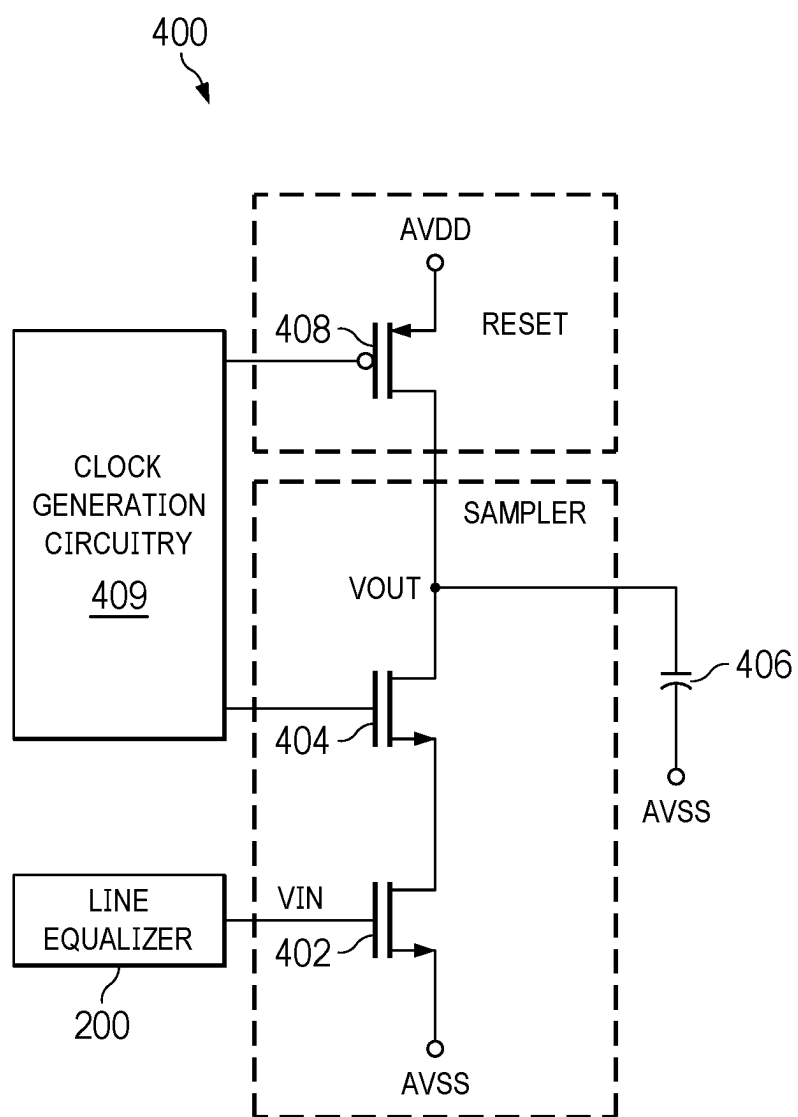 400
AVDD
408
RESET
CLOCK
GENERATION
CIRCUITRY
409
SAMPLER
VOUT
406
404
AVSS
LINE
EQUALIZER
VIN
402
200
AVSS